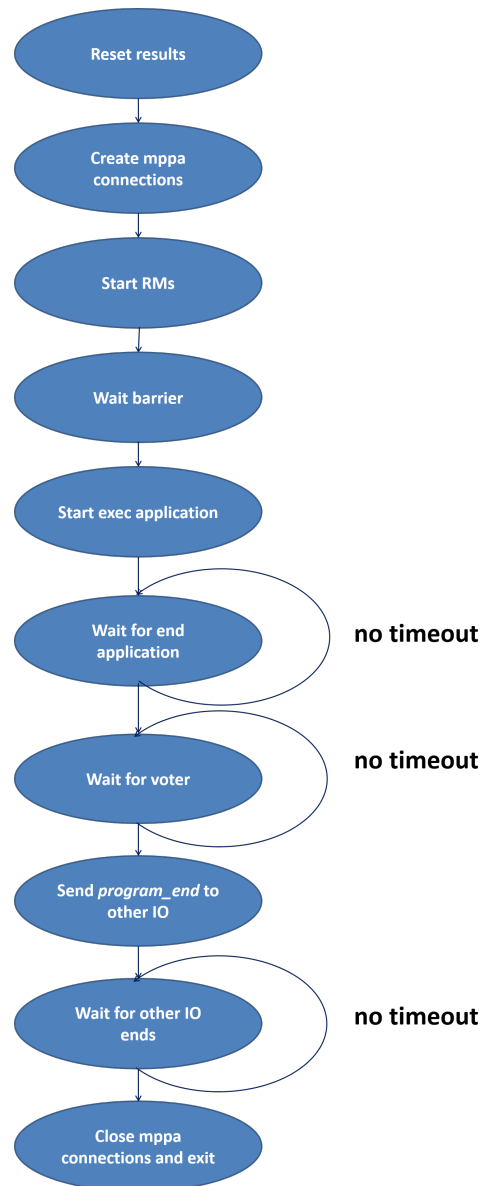 Reset results
Create mppa
connections
Start RMs
Wait barrier
Start exec application
Wait for end
application
no timeout
Wait for voter
no timeout
Send program_end to
other IO
Wait for other IO
ends
no timeout
Close mppa
connections and exit